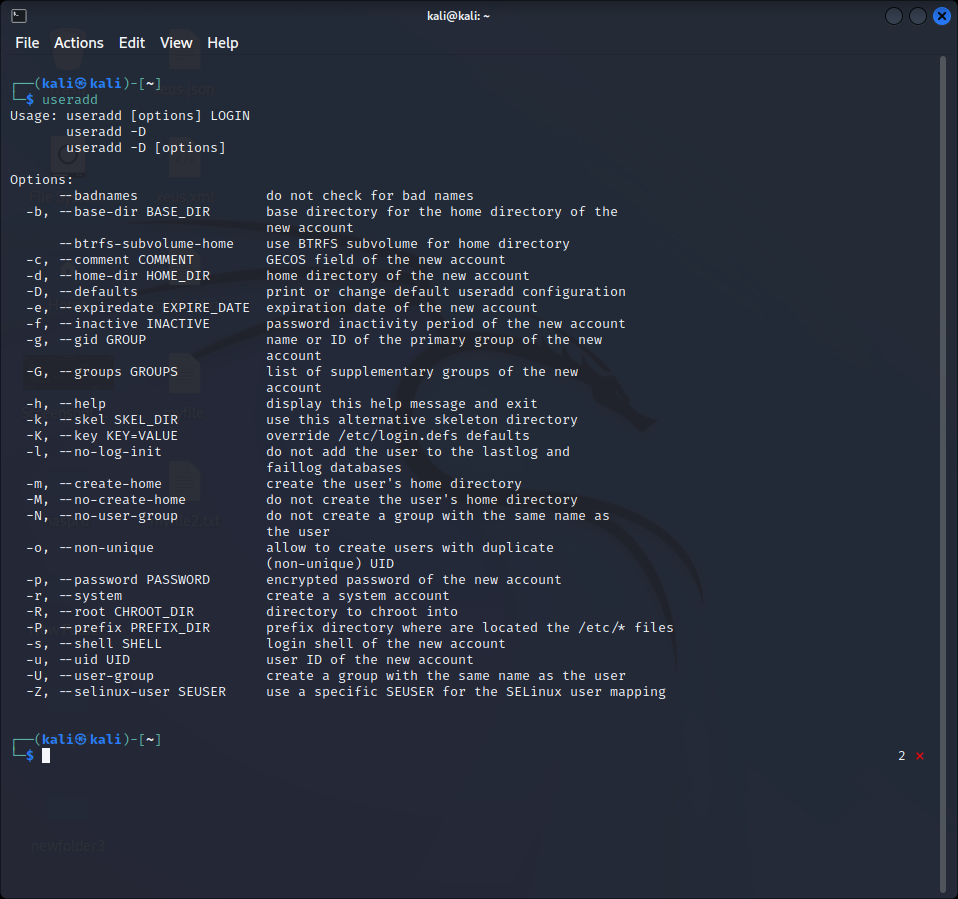 kali@kali: ~
File Actions Edit View Help
┌──(kali㉿kali)-[~]
└─$ useradd
Usage: useradd [options] LOGIN
       useradd -D
       useradd -D [options]
Options:
      --badnames                do not check for bad names
  -b, --base-dir BASE_DIR       base directory for the home directory of the
                                new account
      --btrfs-subvolume-home    use BTRFS subvolume for home directory
  -c, --comment COMMENT         GECOS field of the new account
  -d, --home-dir HOME_DIR       home directory of the new account
  -D, --defaults                print or change default useradd configuration
  -e, --expiredate EXPIRE_DATE  expiration date of the new account
  -f, --inactive INACTIVE       password inactivity period of the new account
  -g, --gid GROUP               name or ID of the primary group of the new
                                account
  -G, --groups GROUPS           list of supplementary groups of the new
                                account
  -h, --help                    display this help message and exit
  -k, --skel SKEL_DIR           use this alternative skeleton directory
  -K, --key KEY=VALUE           override /etc/login.defs defaults
  -l, --no-log-init             do not add the user to the lastlog and
                                faillog databases
  -m, --create-home             create the user's home directory
  -M, --no-create-home          do not create the user's home directory
  -N, --no-user-group           do not create a group with the same name as
                                the user
  -o, --non-unique              allow to create users with duplicate
                                (non-unique) UID
  -p, --password PASSWORD       encrypted password of the new account
  -r, --system                  create a system account
  -R, --root CHROOT_DIR         directory to chroot into
  -P, --prefix PREFIX_DIR       prefix directory where are located the /etc/* files
  -s, --shell SHELL             login shell of the new account
  -u, --uid UID                 user ID of the new account
  -U, --user-group              create a group with the same name as the user
  -Z, --selinux-user SEUSER     use a specific SEUSER for the SELinux user mapping
┌──(kali㉿kali)-[~]
└─$ 2 ⨯
newfolder3